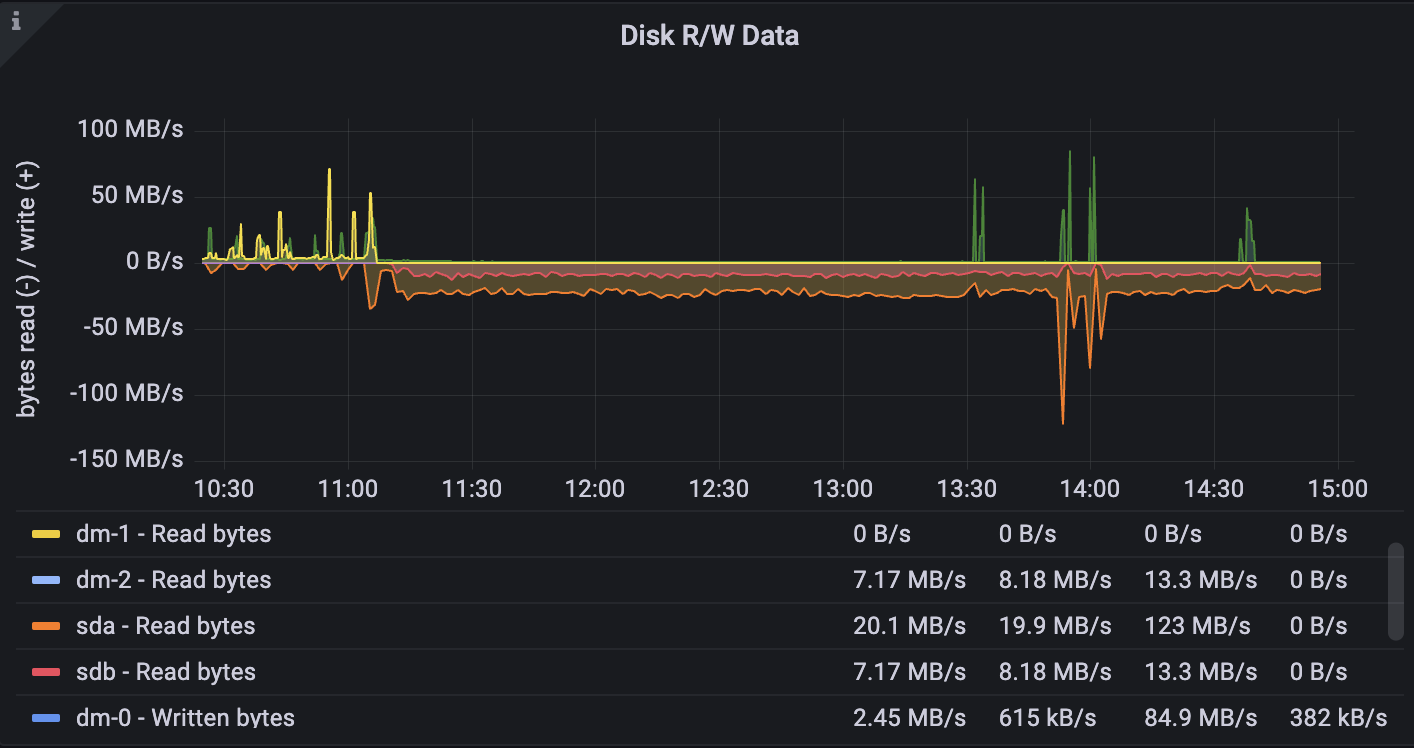 i
Disk R/W Data
bytes read (-) / write (+)
100 MB/s
50 MB/s
0 B/s
-50 MB/s
-100 MB/s
-150 MB/s
10:30 11:00 11:30 12:00 12:30 13:00 13:30 14:00 14:30 15:00
dm-1 - Read bytes 0 B/s 0 B/s 0 B/s 0 B/s
dm-2 - Read bytes 7.17 MB/s 8.18 MB/s 13.3 MB/s 0 B/s
sda - Read bytes 20.1 MB/s 19.9 MB/s 123 MB/s 0 B/s
sdb - Read bytes 7.17 MB/s 8.18 MB/s 13.3 MB/s 0 B/s
dm-0 - Written bytes 2.45 MB/s 615 kB/s 84.9 MB/s 382 kB/s